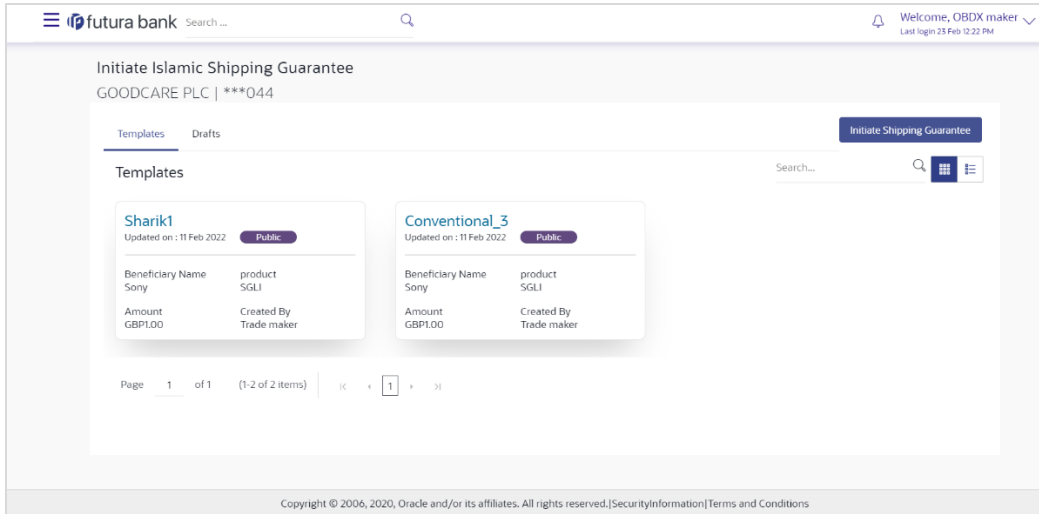 futura bank Search ... Welcome, OBDX maker
Last login 23 Feb 12:22 PM
Initiate Islamic Shipping Guarantee
GOODCARE PLC | ***044
Templates Drafts Initiate Shipping Guarantee
Templates Search...
Sharik1 Conventional_3
Updated on : 11 Feb 2022 Public Updated on : 11 Feb 2022 Public
Beneficiary Name product Beneficiary Name product
Sony SGLI Sony SGLI
Amount Created By Amount Created By
GBP1.00 Trade maker GBP1.00 Trade maker
Page 1 of 1 (1-2 of 2 items) 1
Copyright © 2006, 2020, Oracle and/or its affiliates. All rights reserved.|SecurityInformation|Terms and Conditions